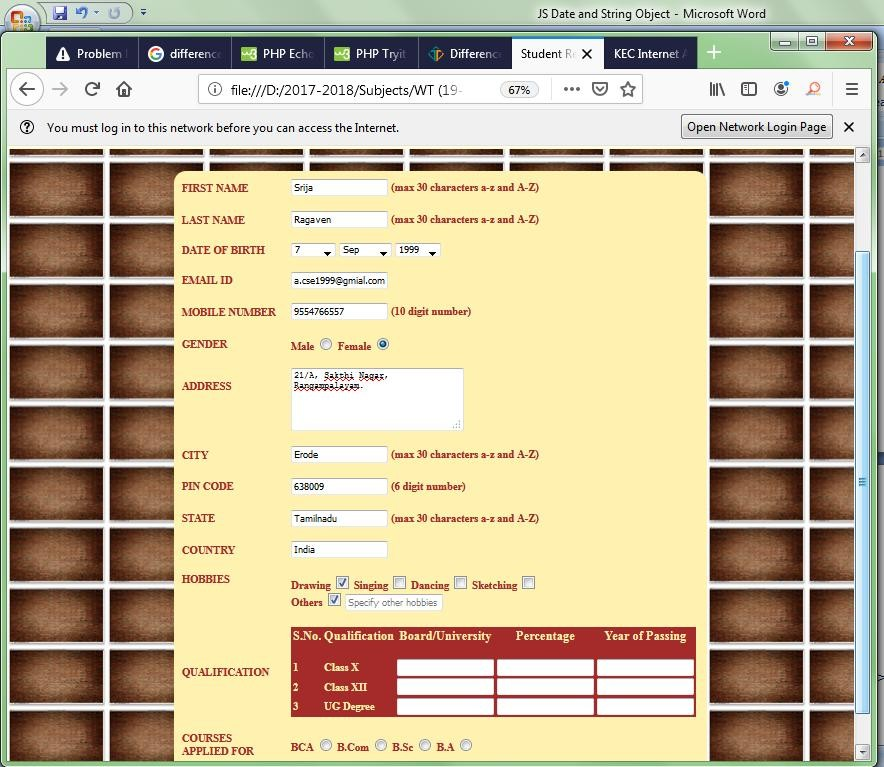 JS Date and String Object - Microsoft Word
Problem
difference
PHP Echo
PHP Tryit
Difference
Student Re
KEC Internet A
file:///D:/2017-2018/Subjects/WT (19-
67%
You must log in to this network before you can access the Internet.
Open Network Login Page
FIRST NAME Srija (max 30 characters a-z and A-Z)
LAST NAME Ragaven (max 30 characters a-z and A-Z)
DATE OF BIRTH 7 Sep 1999
EMAIL ID a.cse1999@gmial.com
MOBILE NUMBER 9554766557 (10 digit number)
GENDER Male Female
ADDRESS 21/A, Sakthi Nagar,
Rangampalayam.
CITY Erode (max 30 characters a-z and A-Z)
PIN CODE 638009 (6 digit number)
STATE Tamilnadu (max 30 characters a-z and A-Z)
COUNTRY India
HOBBIES Drawing Singing Dancing Sketching
Others Specify other hobbies
QUALIFICATION
S.No. Qualification Board/University Percentage Year of Passing
1 Class X
2 Class XII
3 UG Degree
COURSES
APPLIED FOR BCA B.Com B.Sc B.A